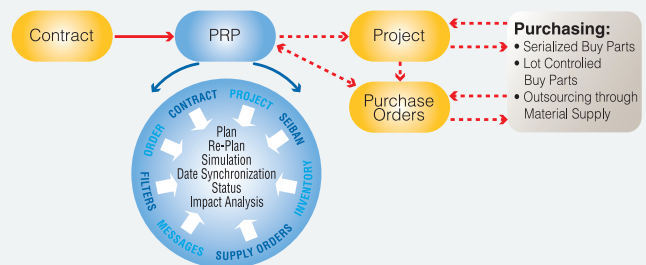 Contract
PRP
Project
Purchase
Orders
Purchasing:
• Serialized Buy Parts
• Lot Controlled
Buy Parts
• Outsourcing through
Material Supply
FILTERS
ORDER
CONTRACT
PROJECT
SEIBAN
INVENTORY
SUPPLY ORDERS
MESSAGES
Plan
Re-Plan
Simulation
Date Synchronization
Status
Impact Analysis